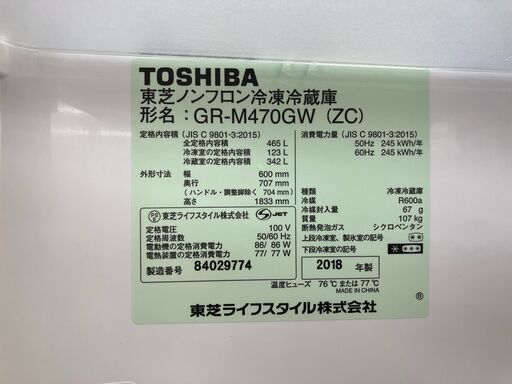 TOSHIBA
東芝ノンフロン冷凍冷蔵庫
形名：GR-M470GW (ZC)
定格内容積（JIS C 9801-3:2015）
全定格内容積 465 L
冷凍室の定格内容積 123 L
冷蔵室の定格内容積 342 L
外形寸法 幅 600 mm
奥行 707 mm
（ハンドル・調整脚除く 704 mm）
高さ 1833 mm
消費電力量（JIS C 9801-3:2015）
50Hz 245 kWh/年
60Hz 245 kWh/年
種類 冷凍冷蔵庫
冷媒 R600a
冷媒封入量 67 g
質量 107 kg
断熱発泡ガス シクロペンタン
上段冷凍室、製氷室の記号
下段冷凍室の記号
PS E 東芝ライフスタイル株式会社 S JET
定格電圧 100 V
定格周波数 50/60 Hz
電動機の定格消費電力 86/ 86 W
電熱装置の定格消費電力 77/ 77 W
製造番号 84029774
2018 年製
温度ヒューズ 76 ℃ または 77 ℃
MADE IN CHINA
東芝ライフスタイル株式会社